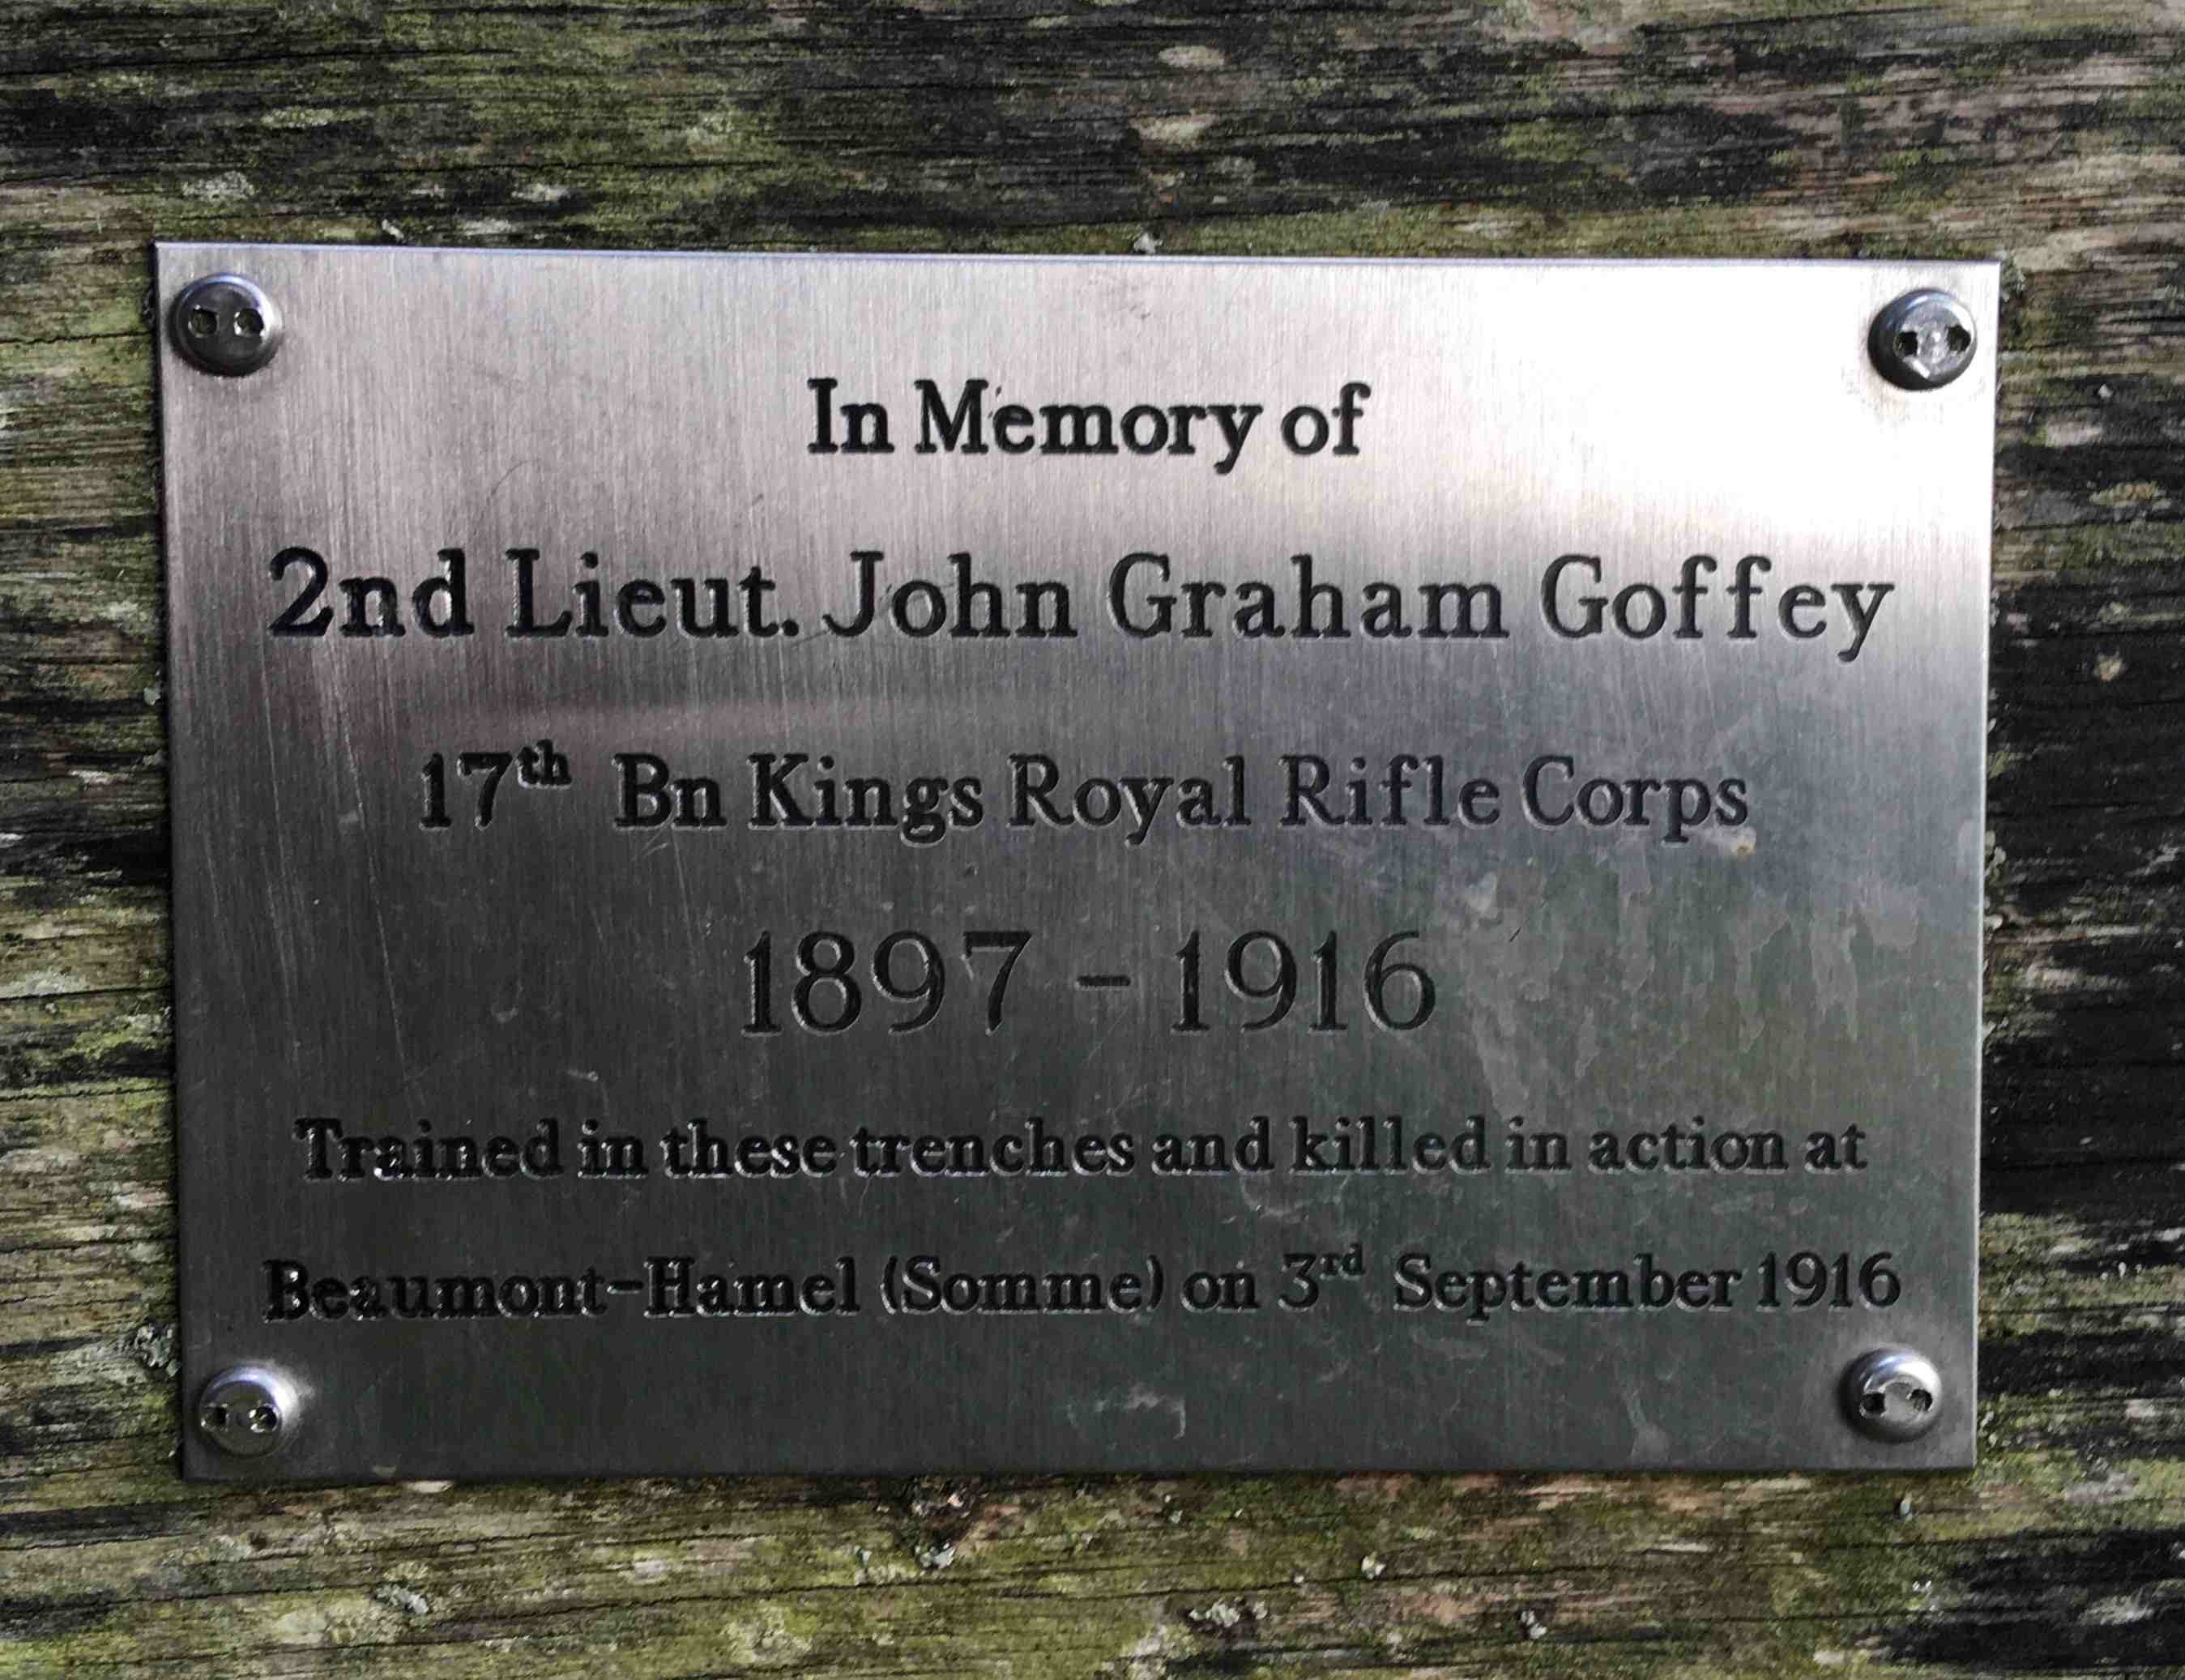 In Memory of
2nd Lieut. John Graham Goffey
17th Bn Kings Royal Rifle Corps
1897 - 1916
Trained in these trenches and killed in action at
Beaumont-Hamel (Somme) on 3rd September 1916